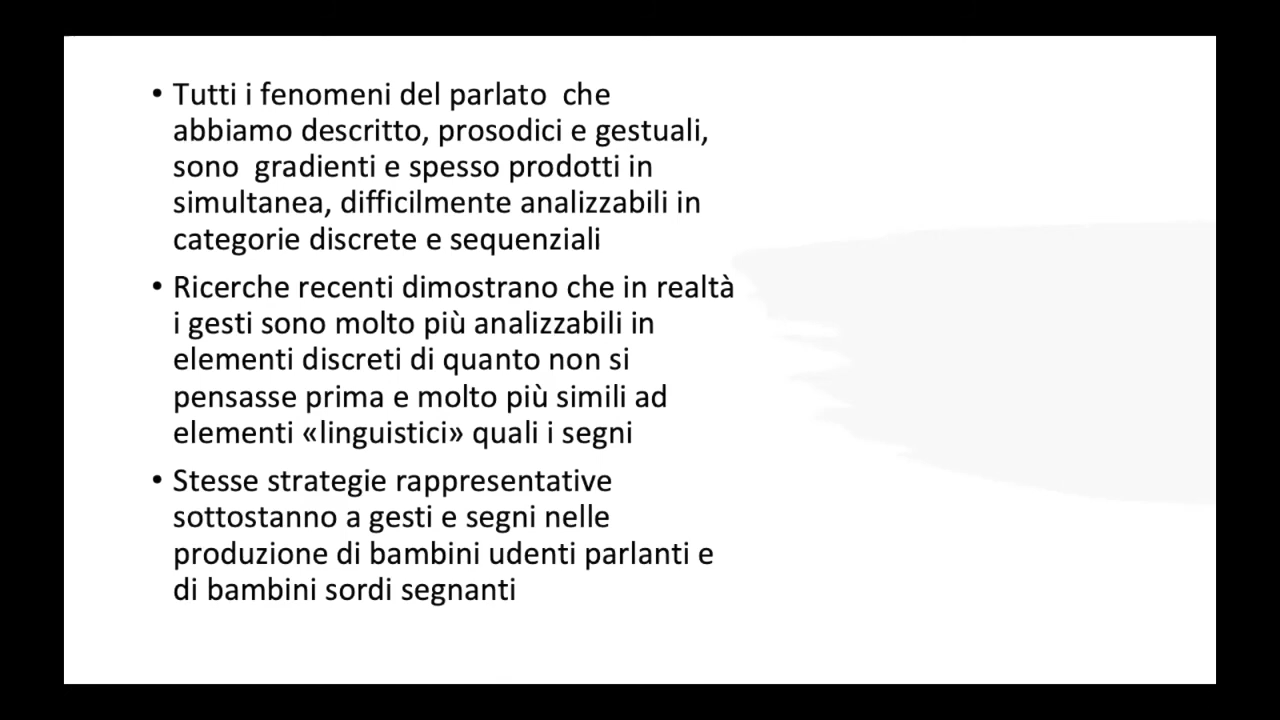 • Tutti i fenomeni del parlato  che
abbiamo descritto, prosodici e gestuali,
sono  gradienti e spesso prodotti in
simultanea, difficilmente analizzabili in
categorie discrete e sequenziali
• Ricerche recenti dimostrano che in realtà
i gesti sono molto più analizzabili in
elementi discreti di quanto non si
pensasse prima e molto più simili ad
elementi «linguistici» quali i segni
• Stesse strategie rappresentative
sottostanno a gesti e segni nelle
produzione di bambini udenti parlanti e
di bambini sordi segnanti